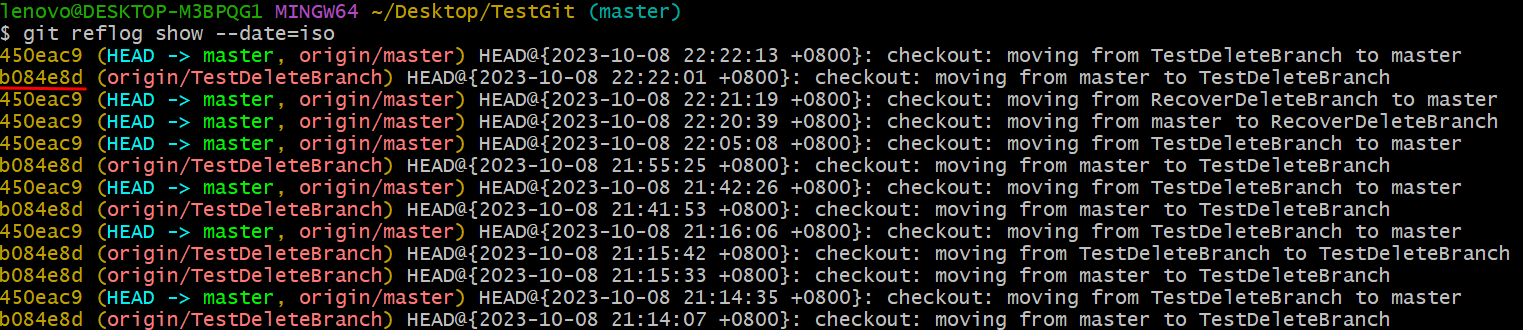 lenovo@DESKTOP-M3BPQG1 MINGW64 ~/Desktop/TestGit (master)
$ git reflog show --date=iso
450eac9 (HEAD -> master, origin/master) HEAD@{2023-10-08 22:22:13 +0800}: checkout: moving from TestDeleteBranch to master
b084e8d (origin/TestDeleteBranch) HEAD@{2023-10-08 22:22:01 +0800}: checkout: moving from master to TestDeleteBranch
450eac9 (HEAD -> master, origin/master) HEAD@{2023-10-08 22:21:19 +0800}: checkout: moving from RecoverDeleteBranch to master
450eac9 (HEAD -> master, origin/master) HEAD@{2023-10-08 22:20:39 +0800}: checkout: moving from master to RecoverDeleteBranch
450eac9 (HEAD -> master, origin/master) HEAD@{2023-10-08 22:05:08 +0800}: checkout: moving from TestDeleteBranch to master
b084e8d (origin/TestDeleteBranch) HEAD@{2023-10-08 21:55:25 +0800}: checkout: moving from master to TestDeleteBranch
450eac9 (HEAD -> master, origin/master) HEAD@{2023-10-08 21:42:26 +0800}: checkout: moving from TestDeleteBranch to master
b084e8d (origin/TestDeleteBranch) HEAD@{2023-10-08 21:41:53 +0800}: checkout: moving from master to TestDeleteBranch
450eac9 (HEAD -> master, origin/master) HEAD@{2023-10-08 21:16:06 +0800}: checkout: moving from TestDeleteBranch to master
b084e8d (origin/TestDeleteBranch) HEAD@{2023-10-08 21:15:42 +0800}: checkout: moving from TestDeleteBranch to TestDeleteBranch
b084e8d (origin/TestDeleteBranch) HEAD@{2023-10-08 21:15:33 +0800}: checkout: moving from master to TestDeleteBranch
450eac9 (HEAD -> master, origin/master) HEAD@{2023-10-08 21:14:35 +0800}: checkout: moving from TestDeleteBranch to master
b084e8d (origin/TestDeleteBranch) HEAD@{2023-10-08 21:14:07 +0800}: checkout: moving from master to TestDeleteBranch